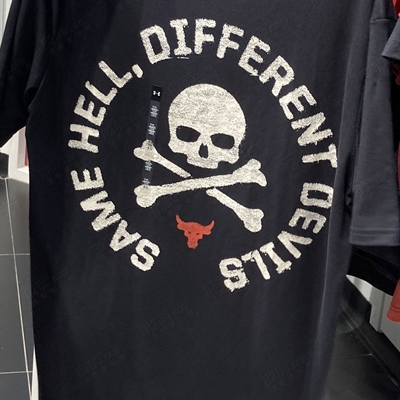 SAME HELL, DIFFERENT DEVILS